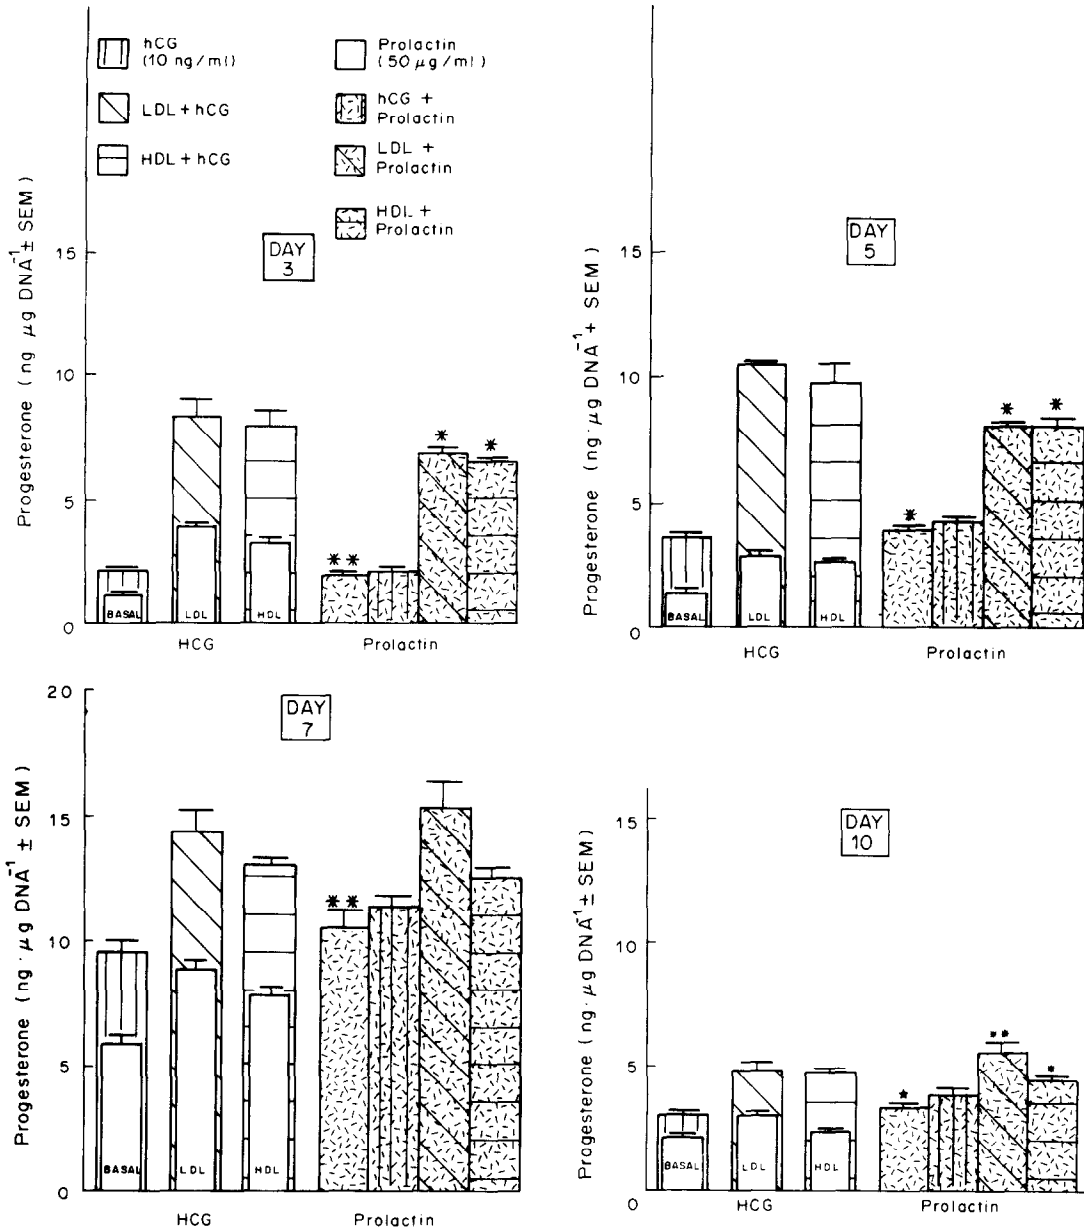 hCG
(10 ng/ml)
LDL + hCG
HDL + hCG
Prolactin
(50 μg/ml)
hCG +
Prolactin
LDL +
Prolactin
HDL +
Prolactin
Progesterone (ng μg DNA⁻¹ ± SEM)
15
10
5
0
DAY
3
**
*
*
BASAL
LDL
HDL
HCG
Prolactin
Progesterone (ng·μg DNA⁻¹ + SEM)
15
10
5
0
DAY
5
*
*
*
BASAL
LDL
HDL
HCG
Prolactin
Progesterone (ng·μg DNA⁻¹ ± SEM)
20
15
10
5
0
DAY
7
**
BASAL
LDL
HDL
HCG
Prolactin
Progesterone (ng·μg DNA⁻¹ ± SEM)
15
10
5
0
DAY
10
*
**
*
BASAL
LDL
HDL
HCG
Prolactin